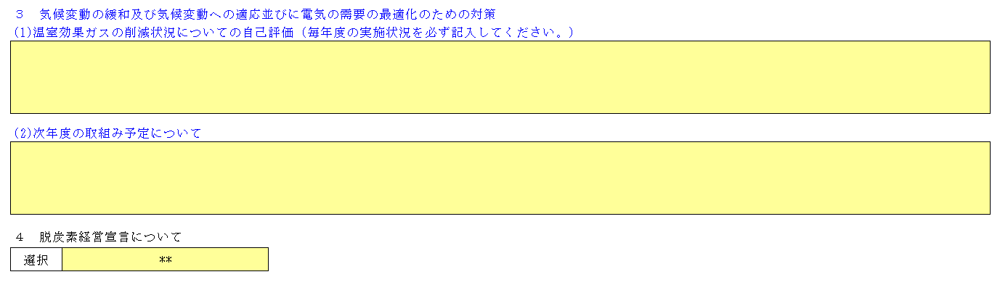 ３　気候変動の緩和及び気候変動への適応並びに電気の需要の最適化のための対策
(1)温室効果ガスの削減状況についての自己評価（毎年度の実施状況を必ず記入してください。）
(2)次年度の取組み予定について
４　脱炭素経営宣言について
選択 **